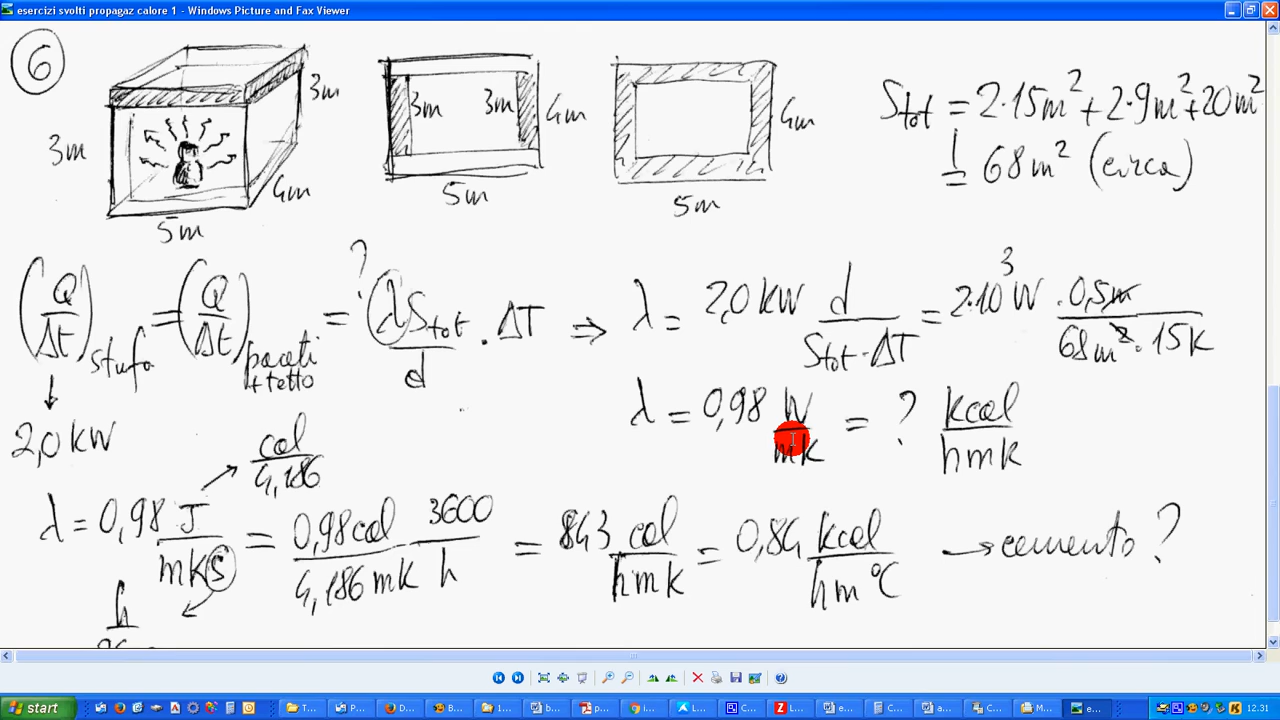 esercizi svolti propagaz calore 1 - Windows Picture and Fax Viewer
6
3m
3m
4m
5m
3m 3m 4m
5m
4m
5m
Stot = 2·15m² + 2·9m² + 20m²
= 68m² (circa)
(Q/Δt)stufa = (Q/Δt)pareti + tetto =? λStot/d · ΔT ⇒ λ = 2,0 kW d/(Stot·ΔT) = 2·10³W · 0,5m/(68m²·15K)
2,0 kW
λ = 0,98 W/mK = ? kcal/hmK
cal/4,186
λ = 0,98 J/mKs = 0,98cal/4,186mK 3600/h = 843 cal/hmK = 0,84 kcal/hm°C → cemento?
h
start
T...
P...
D...
B...
1...
b...
p...
i...
L...
C...
Z
l...
e...
C...
a...
C...
M...
e...
12.31